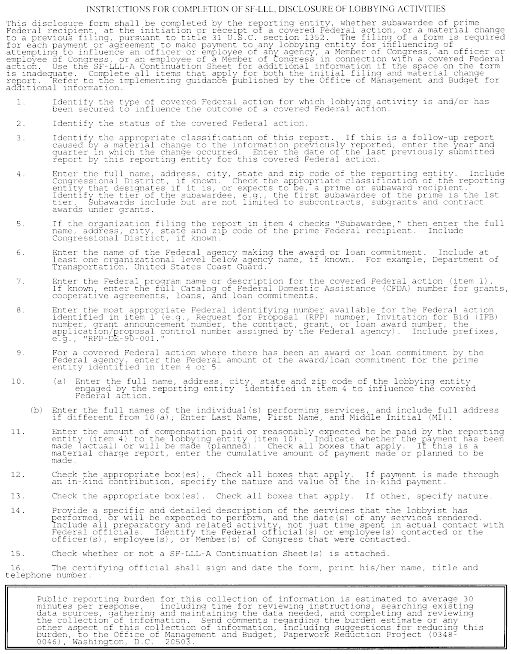 INSTRUCTIONS FOR COMPLETION OF SF-LLL, DISCLOSURE OF LOBBYING ACTIVITIES
This disclosure form shall be completed by the reporting entity, whether subawardee of prime
Federal recipient, at the initiation or receipt of a covered Federal action, or a material change
to a previous filing, pursuant to title 31 U.S.C. section 1352. The filing of a form is required
for each payment or agreement to make payment to any lobbying entity for influencing of
attempting to influence an officer or employee of any agency, a Member of Congress, an officer or
employee of Congress, or an employee of a Member of Congress in connection with a covered Federal
action. Use the SF-LLL-A Continuation Sheet for additional information if the space on the form
is inadequate. Complete all items that apply for both the initial filing and material change
report. Refer to the implementing guidance published by the Office of Management and Budget for
additional information.
1. Identify the type of covered Federal action for which lobbying activity is and/or has
been secured to influence the outcome of a covered Federal action.
2. Identify the status of the covered Federal action.
3. Identify the appropriate classification of this report. If this is a follow-up report
caused by a material change to the information previously reported, enter the year and
quarter in which the change occurred. Enter the date of the last previously submitted
report by this reporting entity for this covered Federal action.
4. Enter the full name, address, city, state and zip code of the reporting entity. Include
Congressional District, if known. Check the appropriate classification of the reporting
entity that designates if it is, or expects to be, a prime or subaward recipient.
Identify the tier of the subawardee, e.g., the first subawardee of the prime is the 1st
tier. Subawards include but are not limited to subcontracts, subgrants and contract
awards under grants.
5. If the organization filing the report in item 4 checks "Subawardee," then enter the full
name, address, city, state and zip code of the prime Federal recipient. Include
Congressional District, if known.
6. Enter the name of the Federal agency making the award or loan commitment. Include at
least one organizational level below agency name, if known. For example, Department of
Transportation, United States Coast Guard.
7. Enter the Federal program name or description for the covered Federal action (item 1).
If known, enter the full Catalog of Federal Domestic Assistance (CFDA) number for grants,
cooperative agreements, loans, and loan commitments.
8. Enter the most appropriate Federal identifying number available for the Federal action
identified in item 1 (e.g., Request for Proposal (RFP) number, Invitation for Bid (IFB)
number, grant announcement number, the contract, grant, or loan award number, the
application/proposal control number assigned by the Federal agency). Include prefixes,
e.g., "RFP-DE-90-001."
9. For a covered Federal action where there has been an award or loan commitment by the
Federal agency, enter the Federal amount of the award/loan commitment for the prime
entity identified in item 4 or 5.
10. (a) Enter the full name, address, city, state and zip code of the lobbying entity
engaged by the reporting entity identified in item 4 to influence the covered
Federal action.
(b) Enter the full names of the individual(s) performing services, and include full address
if different from 10(a), Enter Last Name, First Name, and Middle Initial (MI).
11. Enter the amount of compensation paid or reasonably expected to be paid by the reporting
entity (item 4) to the lobbying entity (item 10). Indicate whether the payment has been
made (actual) or will be made (planned). Check all boxes that apply. If this is a
material charge report, enter the cumulative amount of payment made or planned to be
made
12. Check the appropriate box(es). Check all boxes that apply. If payment is made through
an in-kind contribution, specify the nature and value of the in-kind payment.
13. Check the appropriate box(es). Check all boxes that apply. If other, specify nature.
14. Provide a specific and detailed description of the services that the lobbyist has
performed, or will be expected to perform, and the date(s) of any services rendered.
Include all preparatory and related activity, not just time spent in actual contact with
Federal officials. Identify the Federal official(s) or employee(s) contacted or the
officer(s), employee(s), or Member(s) of Congress that were contacted.
15. Check whether or not a SF-LLL-A Continuation Sheet(s) is attached.
16. The certifying official shall sign and date the form, print his/her name, title and
telephone number.
Public reporting burden for this collection of information is estimated to average 30
minutes per response, including time for reviewing instructions, searching existing
data sources, gathering and maintaining the data needed, and completing and reviewing
the collection of information. Send comments regarding the burden estimate or any
other aspect of this collection of information, including suggestions for reducing this
burden, to the Office of Management and Budget, Paperwork Reduction Project (0348-
0046), Washington, D.C. 20503.